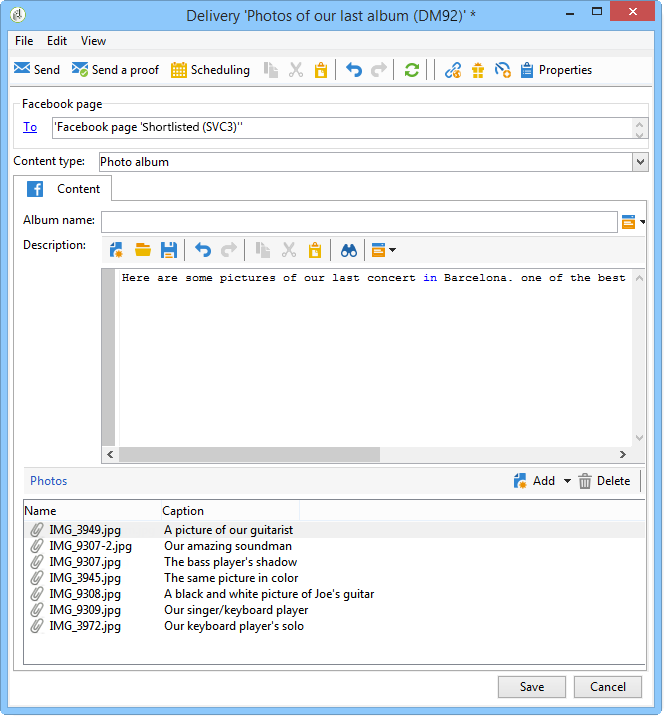 Delivery 'Photos of our last album (DM92)' *
File Edit View
Send Send a proof Scheduling Properties
Facebook page
To 'Facebook page 'Shortlisted (SVC3)''
Content type: Photo album
Content
Album name:
Description:
Here are some pictures of our last concert in Barcelona. one of the best
Photos Add Delete
Name Caption
IMG_3949.jpg A picture of our guitarist
IMG_9307-2.jpg Our amazing soundman
IMG_9307.jpg The bass player's shadow
IMG_3945.jpg The same picture in color
IMG_9308.jpg A black and white picture of Joe's guitar
IMG_9309.jpg Our singer/keyboard player
IMG_3972.jpg Our keyboard player's solo
Save Cancel